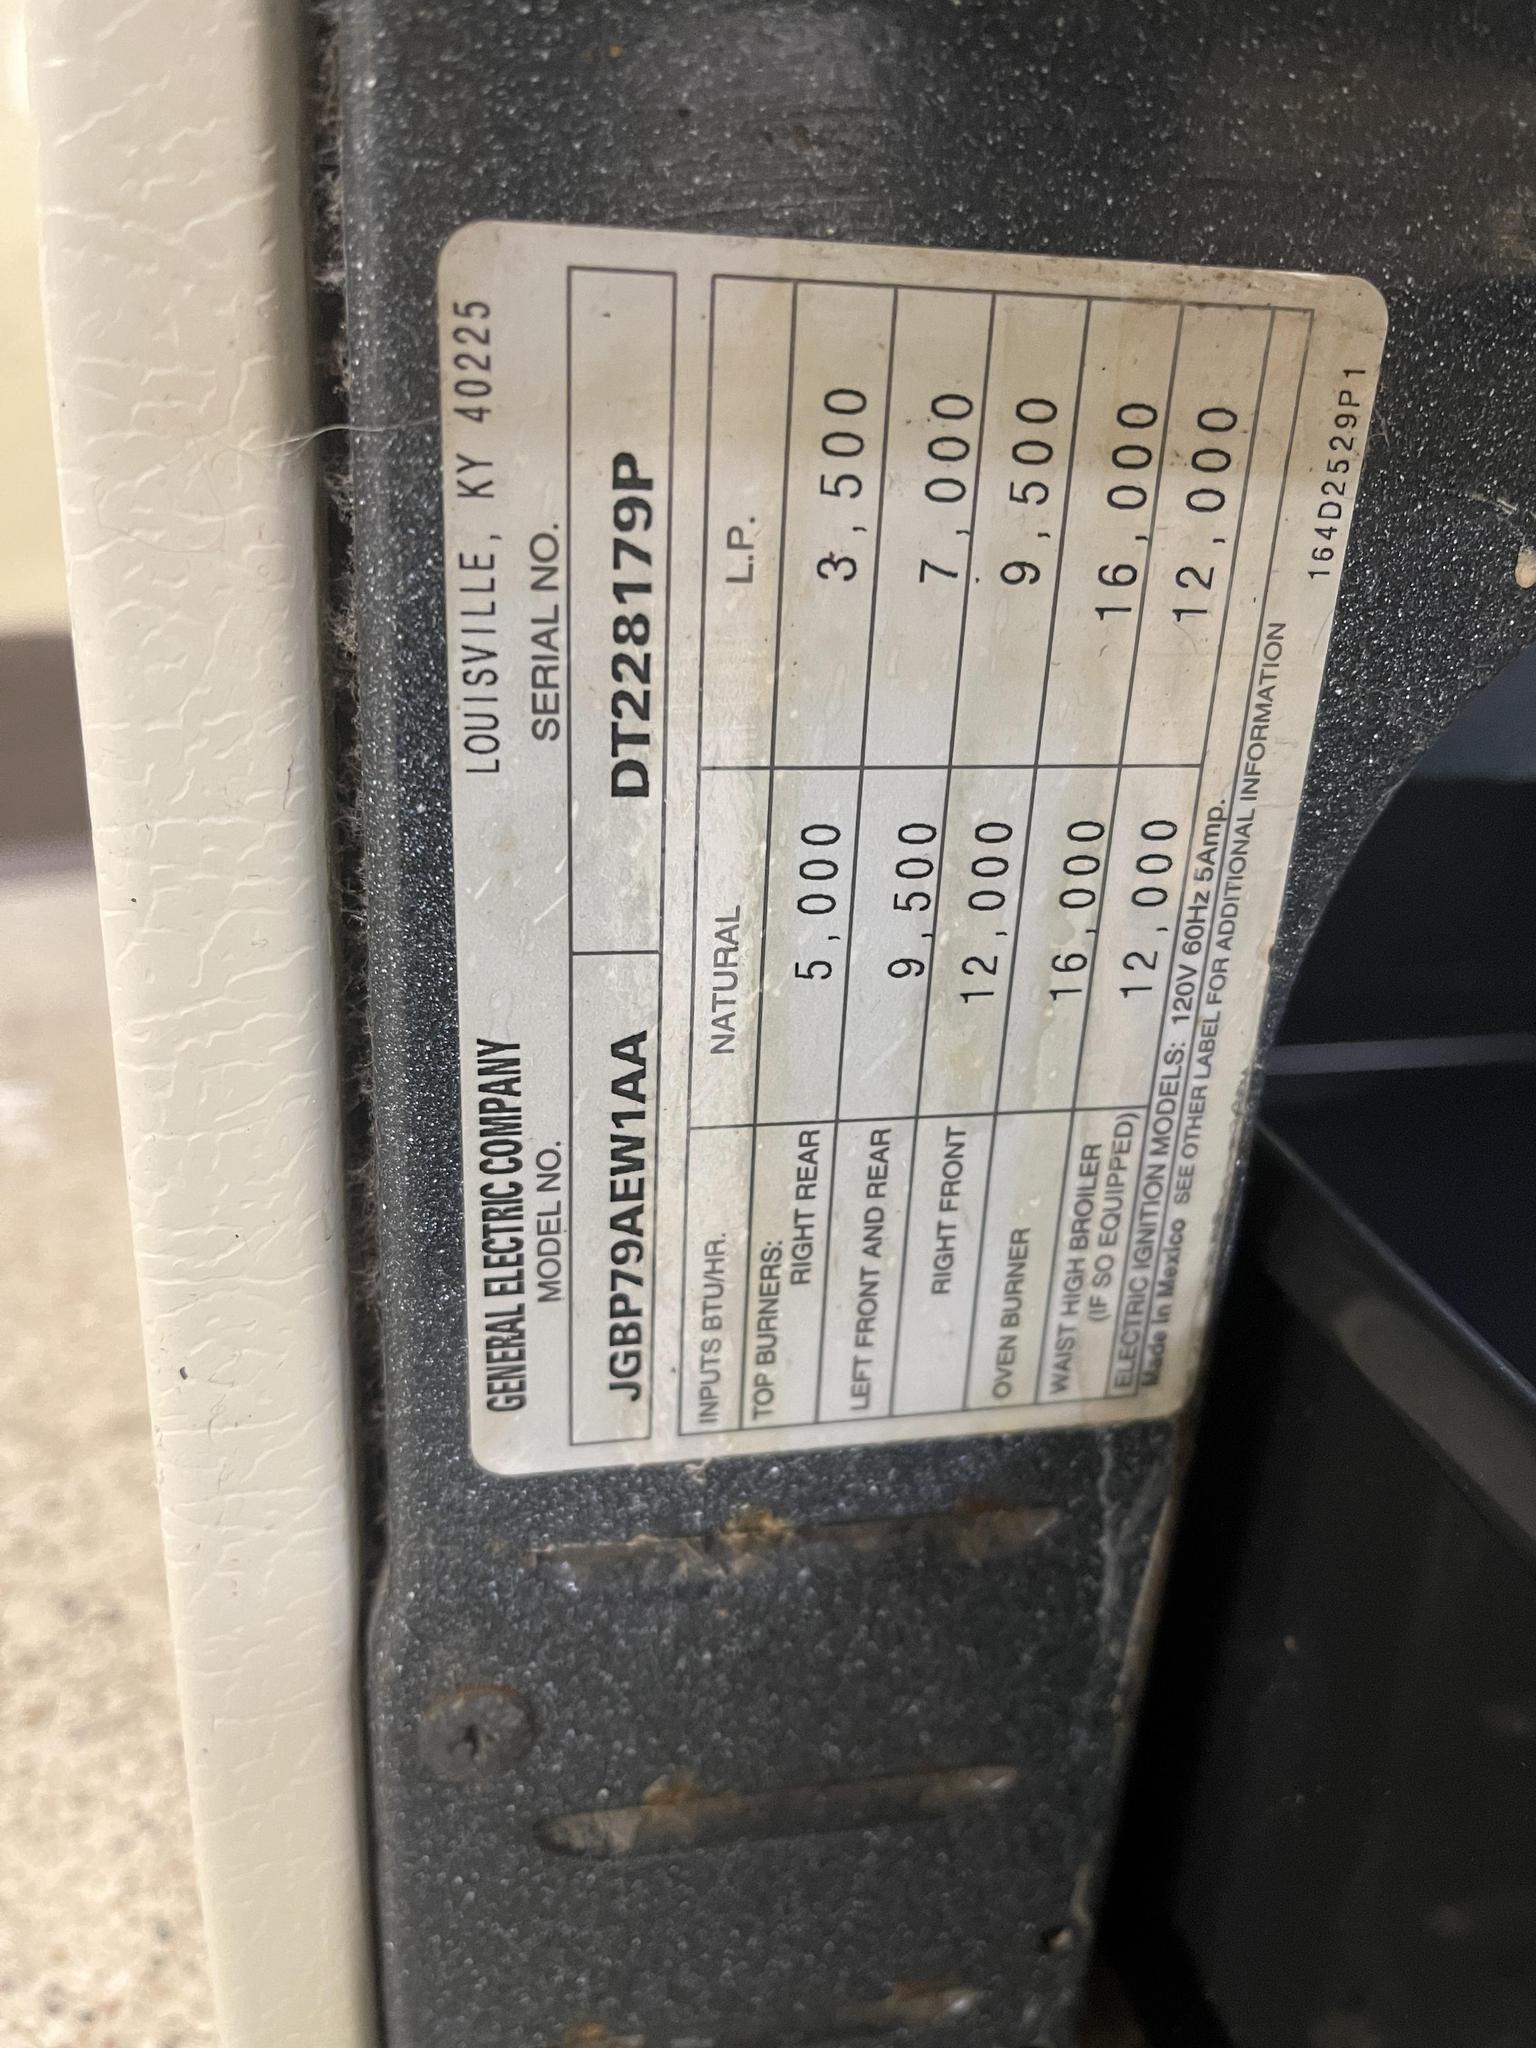 GENERAL ELECTRIC COMPANY LOUISVILLE, KY 40225
MODEL NO. SERIAL NO.
JGBP79AEW1AA DT228179P
INPUTS BTU/HR. NATURAL L.P.
TOP BURNERS:
RIGHT REAR 5,000 3,500
LEFT FRONT AND REAR 9,500 7,000
RIGHT FRONT 12,000 9,500
OVEN BURNER 16,000 16,000
WAIST HIGH BROILER
(IF SO EQUIPPED) 12,000 12,000
ELECTRIC IGNITION MODELS: 120V 60Hz 5Amp.
Made in Mexico SEE OTHER LABEL FOR ADDITIONAL INFORMATION
164D2529P1